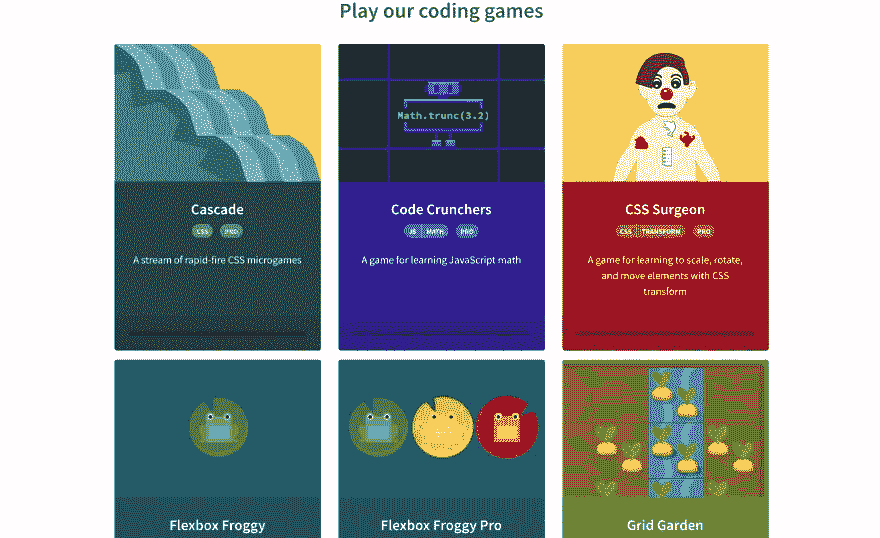 Play our coding games
Math.trunc(3.2)
Cascade
CSS PRO
A stream of rapid-fire CSS microgames
Code Crunchers
JS MATH PRO
A game for learning JavaScript math
CSS Surgeon
CSS TRANSFORM PRO
A game for learning to scale, rotate,
and move elements with CSS
transform
Flexbox Froggy
Flexbox Froggy Pro
Grid Garden